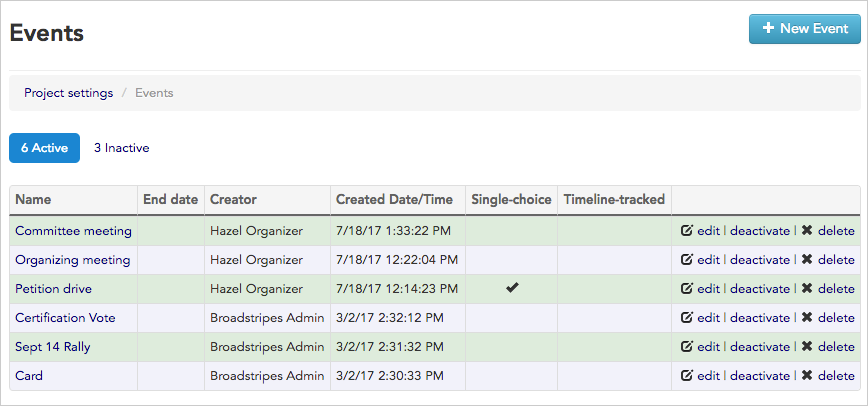 Events
+ New Event
Project settings / Events
6 Active 3 Inactive
Name End date Creator Created Date/Time Single-choice Timeline-tracked
Committee meeting Hazel Organizer 7/18/17 1:33:22 PM edit | deactivate | ✖ delete
Organizing meeting Hazel Organizer 7/18/17 12:22:04 PM edit | deactivate | ✖ delete
Petition drive Hazel Organizer 7/18/17 12:14:23 PM ✔ edit | deactivate | ✖ delete
Certification Vote Broadstripes Admin 3/2/17 2:32:12 PM edit | deactivate | ✖ delete
Sept 14 Rally Broadstripes Admin 3/2/17 2:31:32 PM edit | deactivate | ✖ delete
Card Broadstripes Admin 3/2/17 2:30:33 PM edit | deactivate | ✖ delete